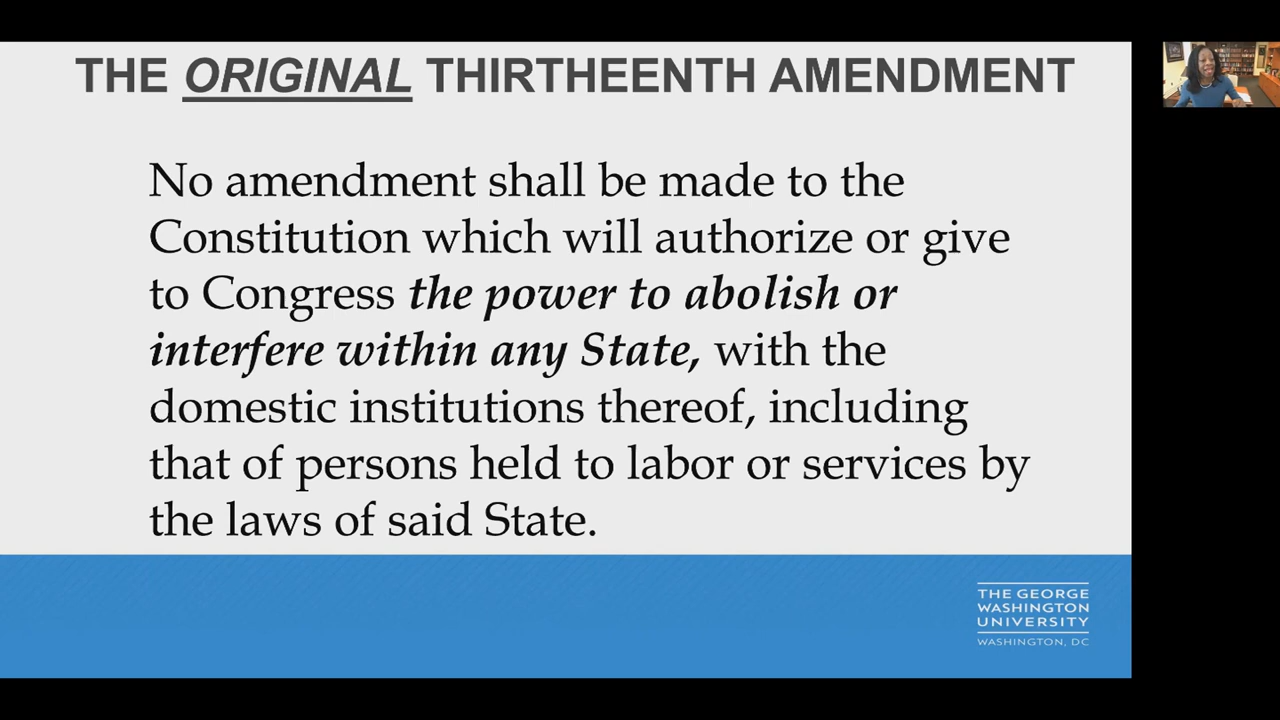 THE ORIGINAL THIRTHEENTH AMENDMENT
No amendment shall be made to the
Constitution which will authorize or give
to Congress the power to abolish or
interfere within any State, with the
domestic institutions thereof, including
that of persons held to labor or services by
the laws of said State.
THE GEORGE
WASHINGTON
UNIVERSITY
WASHINGTON, DC